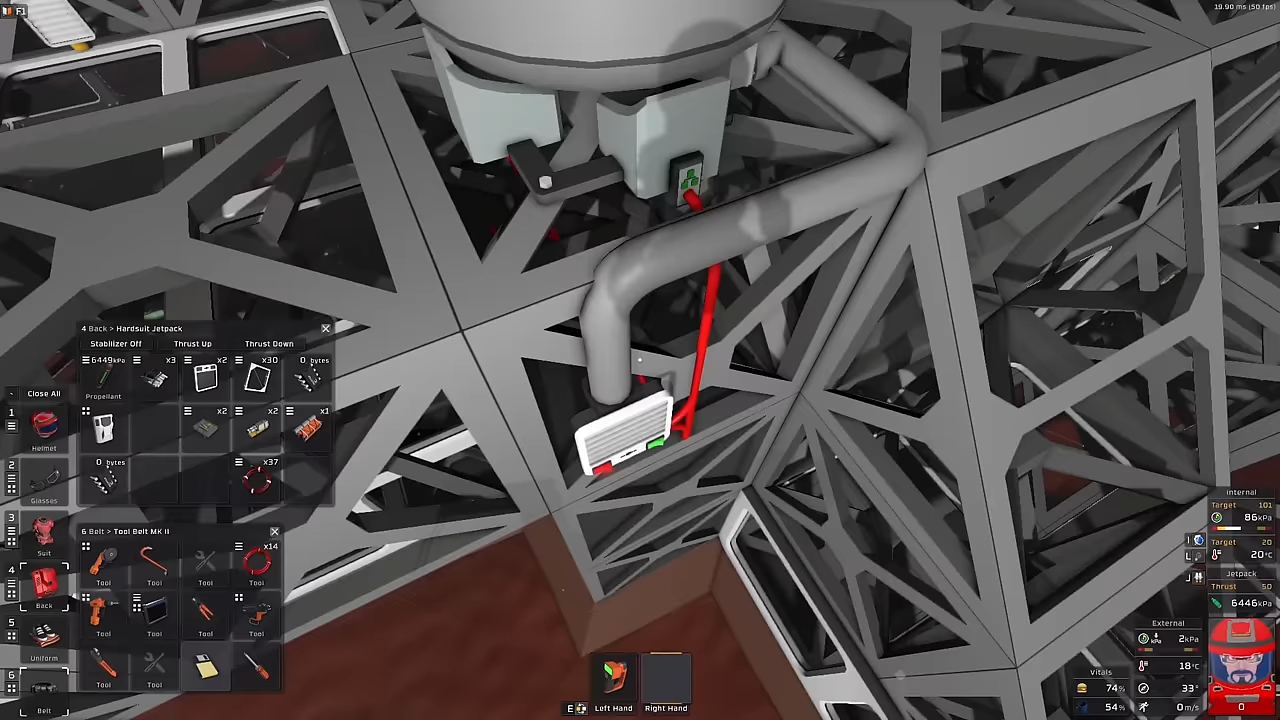 F1
19.90 ms (50 fps)
4 Back > Hardsuit Jetpack
Stabilizer Off Thrust Up Thrust Down
6449kPa x3 x2 x30 0 bytes
Propellant
x2 x2 x1
0 bytes x37
Close All
1
Helmet
2
Glasses
3
Suit
4
Back
5
Uniform
6
Belt
6 Belt > Tool Belt MK II
x14
Tool Tool Tool Tool
Tool Tool Tool Tool
Tool Tool
E Left Hand Right Hand
Internal
Target 101
86kPa
Target 20
20°C
Jetpack
Thrust 50
6446kPa
External
kPa 2kPa
18°C
33°
0m/s
Vitals
74%
54%
0
I
L
J